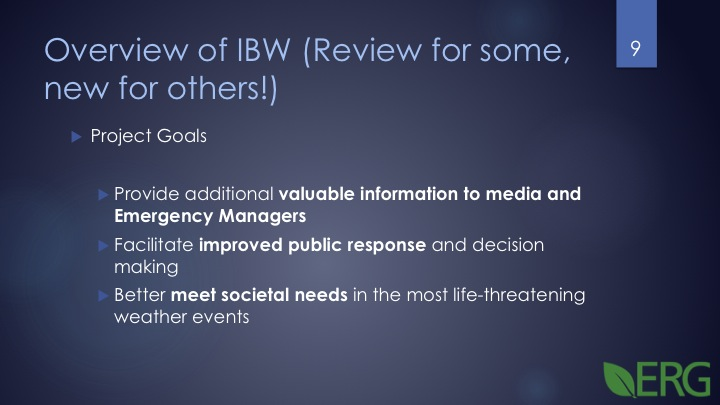 Overview of IBW (Review for some,
new for others!)
9
Project Goals
Provide additional valuable information to media and
Emergency Managers
Facilitate improved public response and decision
making
Better meet societal needs in the most life-threatening
weather events
ERG